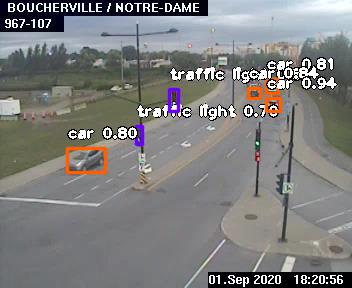 BOUCHERVILLE / NOTRE-DAME
967-107
car 0.81
traffic light
car 0.84
car 0.94
traffic light 0.7
car 0.80
01.Sep 2020 18:20:56